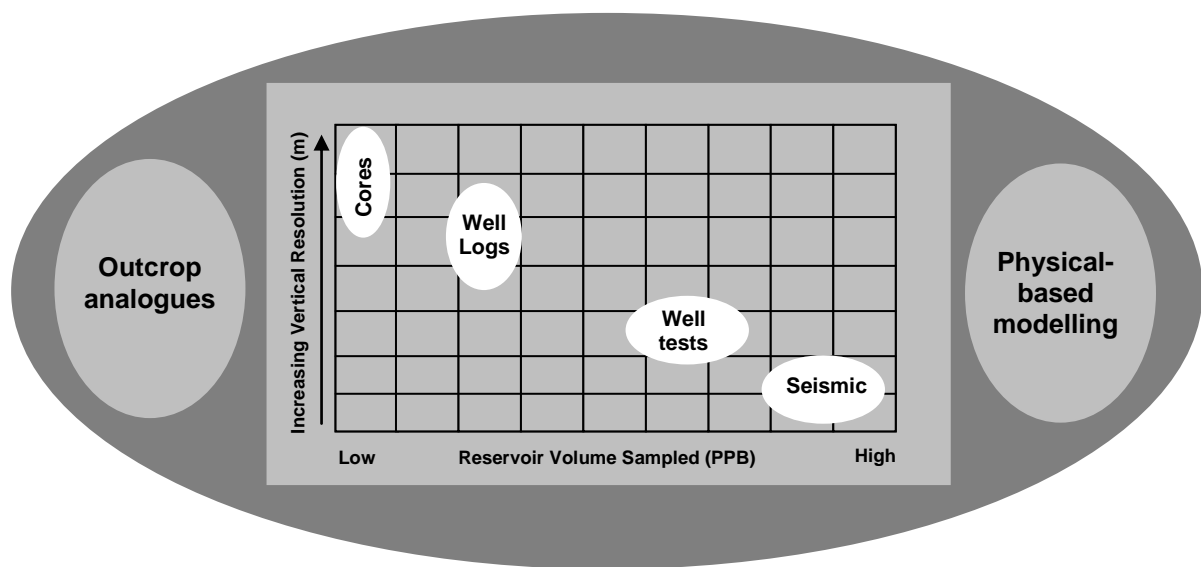 Outcrop
analogues
Increasing Vertical Resolution (m)
Cores
Well
Logs
Well
tests
Seismic
Low
Reservoir Volume Sampled (PPB)
High
Physical-
based
modelling